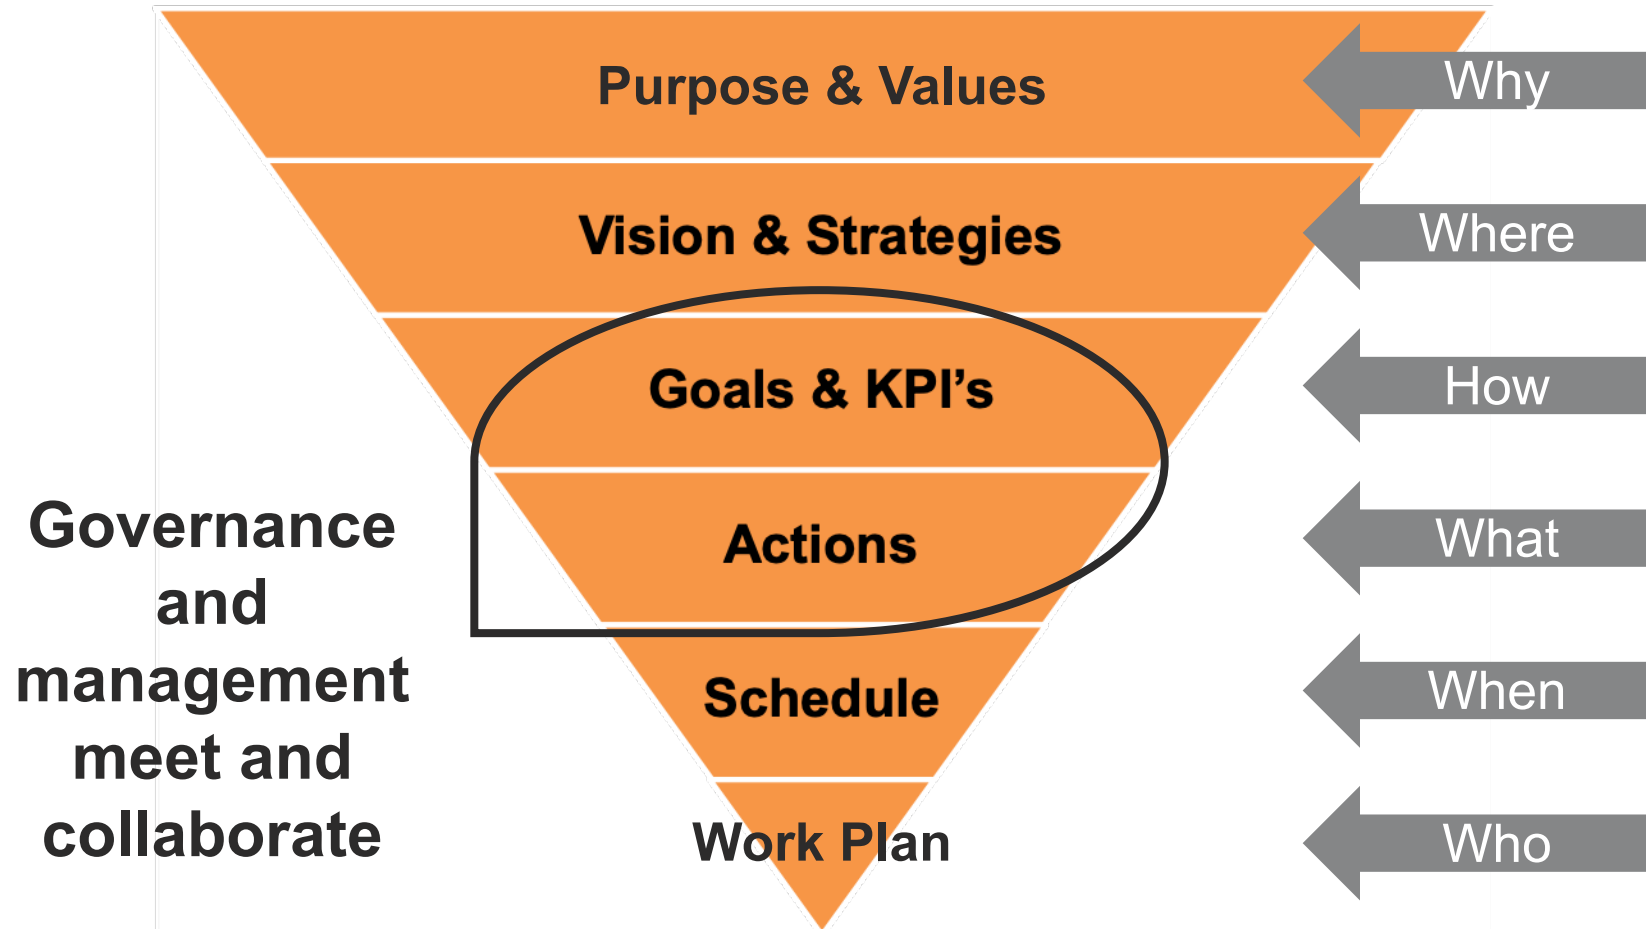 Purpose & Values
Why
Vision & Strategies
Where
Goals & KPI’s
How
Actions
What
Schedule
When
Work Plan
Who
Governance
and
management
meet and
collaborate